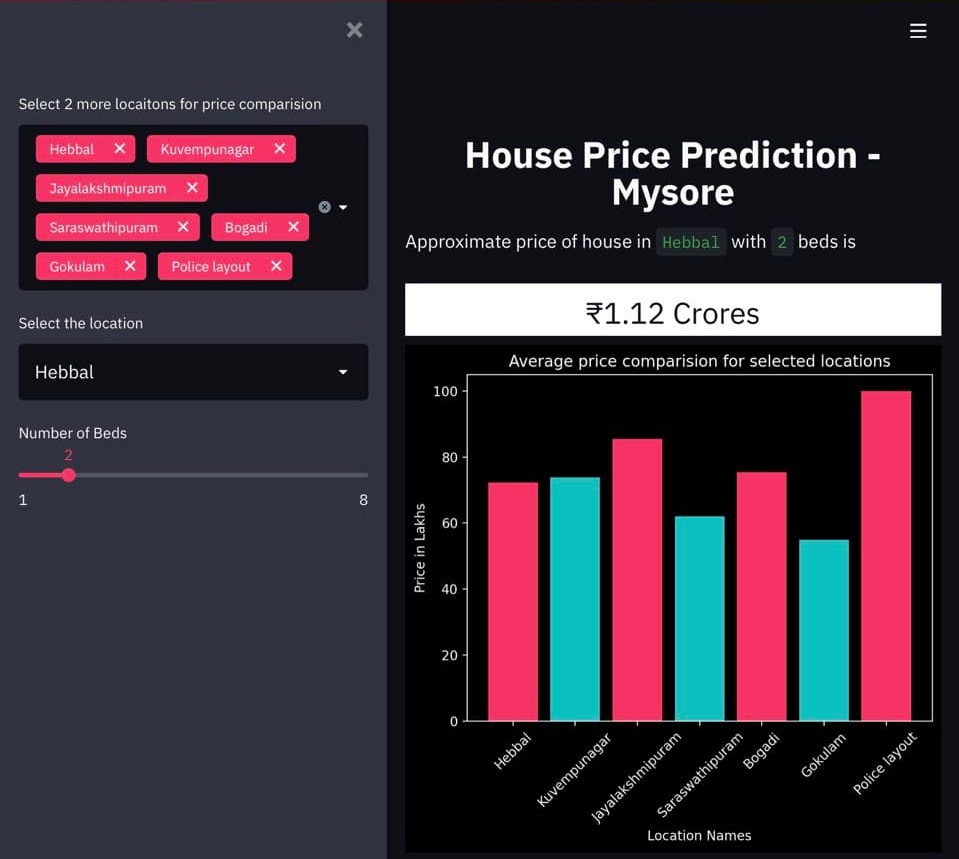 Select 2 more locaitons for price comparision
Hebbal ✕ Kuvempunagar ✕
Jayalakshmipuram ✕
Saraswathipuram ✕ Bogadi ✕
Gokulam ✕ Police layout ✕
Select the location
Hebbal
Number of Beds
2
1 8
House Price Prediction -
Mysore
Approximate price of house in Hebbal with 2 beds is
₹1.12 Crores
Average price comparision for selected locations
Price in Lakhs
100
80
60
40
20
0
Hebbal
Kuvempunagar
Jayalakshmipuram
Saraswathipuram
Bogadi
Gokulam
Police layout
Location Names